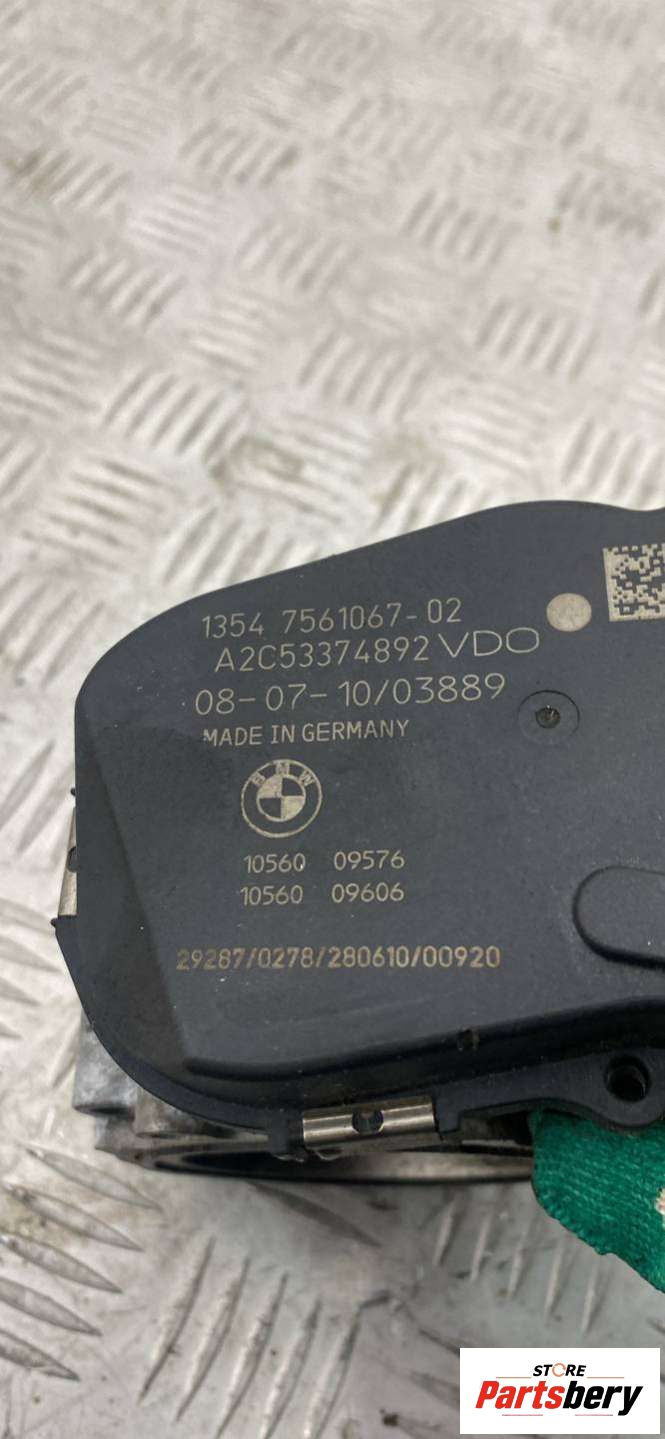 1354 7561067-02
A2C53374892 VDO
08-07-10/03889
MADE IN GERMANY
BMW
10560 09576
10560 09606
29287/0278/280610/00920
STORE
Partsbery